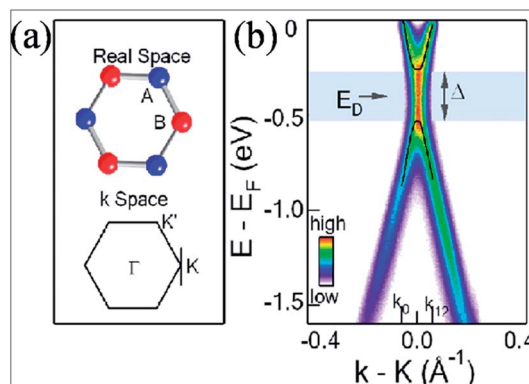 (a)
Real Space
A
B
k Space
K'
Γ
K
(b)
E - E_F (eV)
0
-0.5
-1.0
-1.5
E_D
Δ
high
low
k_0
k_12
-0.4
0.0
0.4
k - K (Å⁻¹)